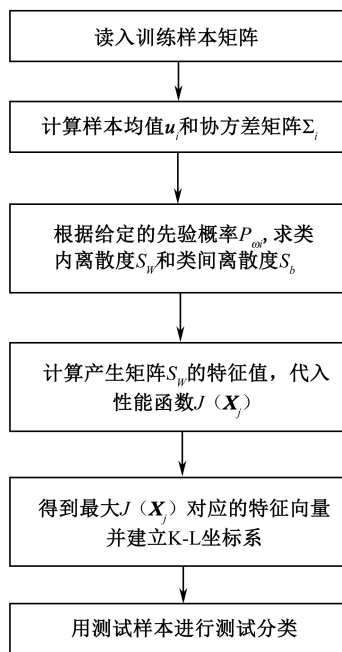 读入训练样本矩阵
计算样本均值u_i和协方差矩阵Σ_i
根据给定的先验概率P_ωi,求类
内离散度S_W和类间离散度S_b
计算产生矩阵S_W的特征值，代入
性能函数J（X_j）
得到最大J（X_j）对应的特征向量
并建立K-L坐标系
用测试样本进行测试分类